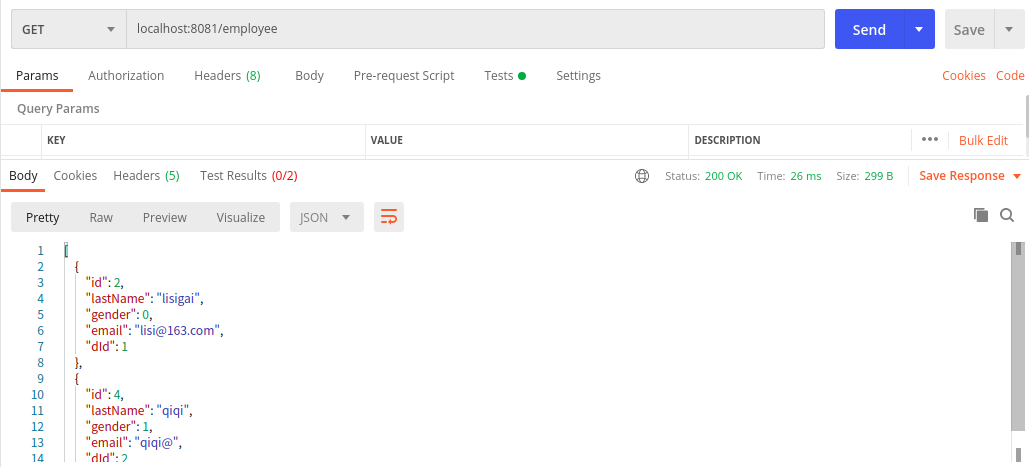 GET localhost:8081/employee Send Save
Params Authorization Headers (8) Body Pre-request Script Tests Settings Cookies Code
Query Params
KEY VALUE DESCRIPTION ••• Bulk Edit
Body Cookies Headers (5) Test Results (0/2) Status: 200 OK Time: 26 ms Size: 299 B Save Response
Pretty Raw Preview Visualize JSON
1 [
2 {
3 "id": 2,
4 "lastName": "lisigai",
5 "gender": 0,
6 "email": "lisi@163.com",
7 "dId": 1
8 },
9 {
10 "id": 4,
11 "lastName": "qiqi",
12 "gender": 1,
13 "email": "qiqi@",
14 "dId": 2